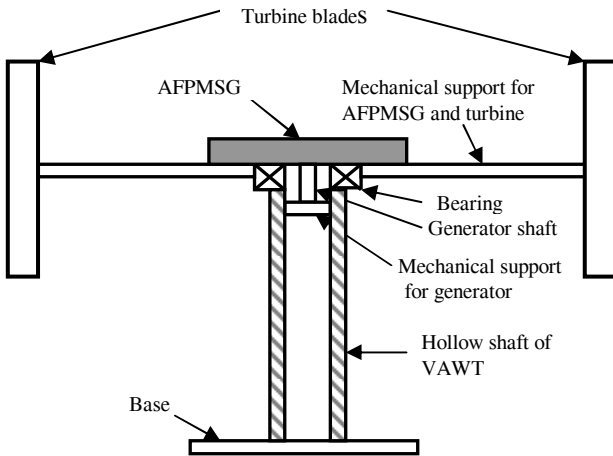 Turbine blades
AFPMSG
Mechanical support for
AFPMSG and turbine
Bearing
Generator shaft
Mechanical support
for generator
Hollow shaft of
VAWT
Base